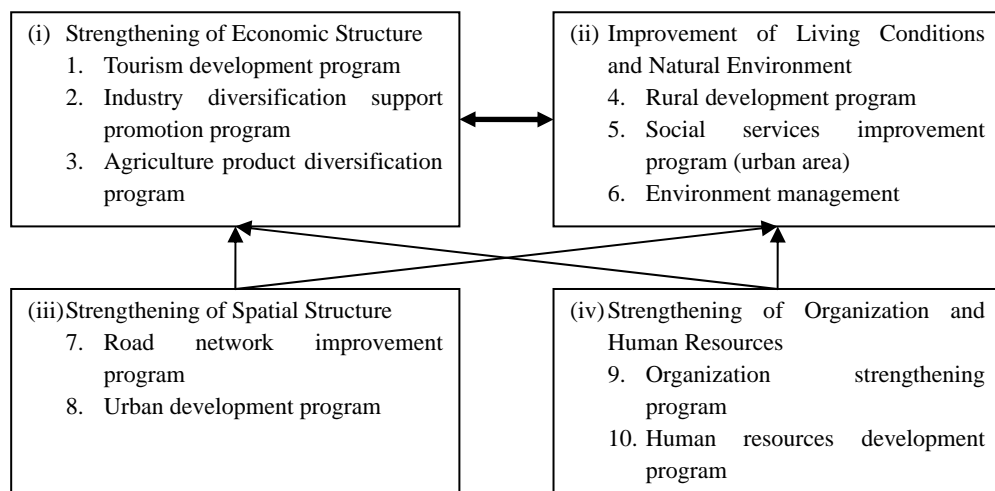 (i) Strengthening of Economic Structure
1. Tourism development program
2. Industry diversification support
promotion program
3. Agriculture product diversification
program
(ii) Improvement of Living Conditions
and Natural Environment
4. Rural development program
5. Social services improvement
program (urban area)
6. Environment management
(iii) Strengthening of Spatial Structure
7. Road network improvement
program
8. Urban development program
(iv) Strengthening of Organization and
Human Resources
9. Organization strengthening
program
10. Human resources development
program